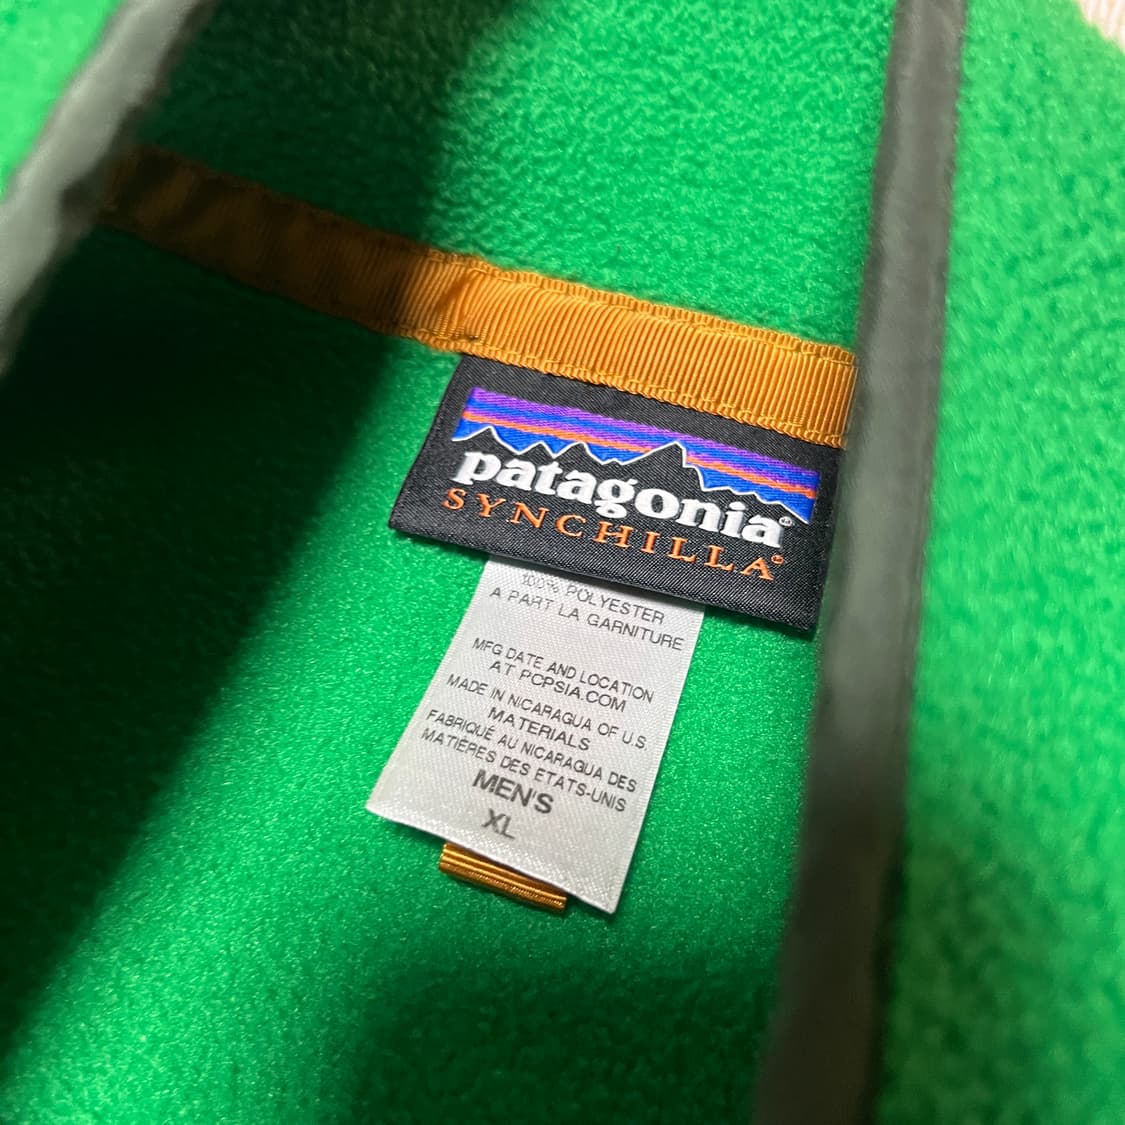 patagonia®
SYNCHILLA®
100% POLYESTER
A PART LA GARNITURE
MFG DATE AND LOCATION
AT PCPSIA.COM
MADE IN NICARAGUA OF U.S.
MATERIALS
FABRIQUÉ AU NICARAGUA DES
MATIÈRES DES ETATS-UNIS
MEN'S
XL